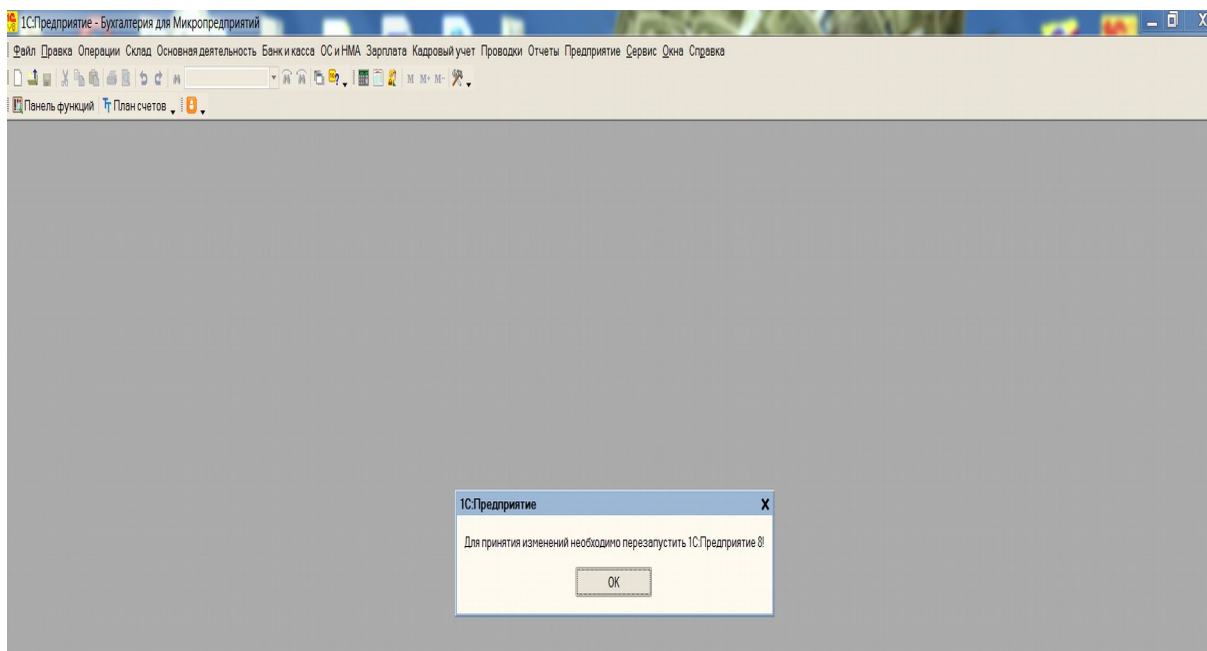 1С:Предприятие - Бухгалтерия для Микропредприятий
Файл Правка Операции Склад Основная деятельность Банк и касса ОС и НМА Зарплата Кадровый учет Проводки Отчеты Предприятие Сервис Окна Справка
M M+ M-
Панель функций Тт План счетов
1С:Предприятие X
Для принятия изменений необходимо перезапустить 1С:Предприятие 8!
OK